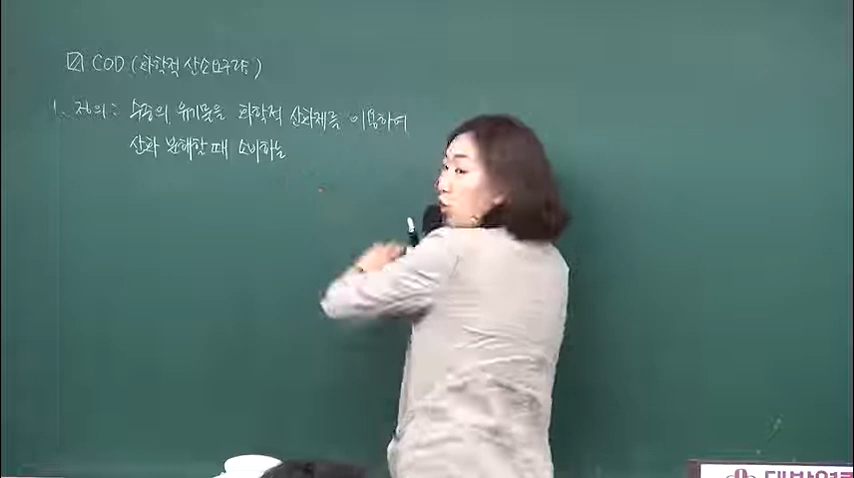 ☑ COD (화학적 산소요구량)
1. 정의: 수중의 유기물을 화학적 산화제를 이용하여
산화 분해할 때 소비하는